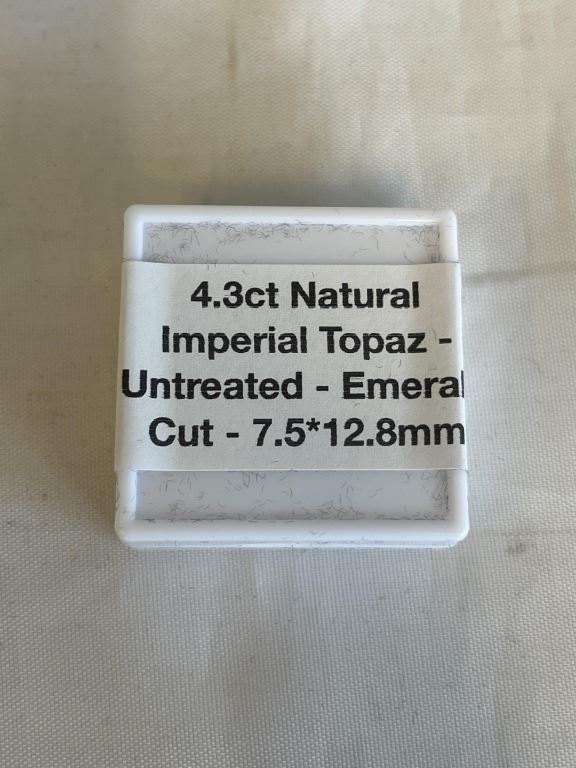 4.3ct Natural
Imperial Topaz -
Untreated - Emeral
Cut - 7.5*12.8mm